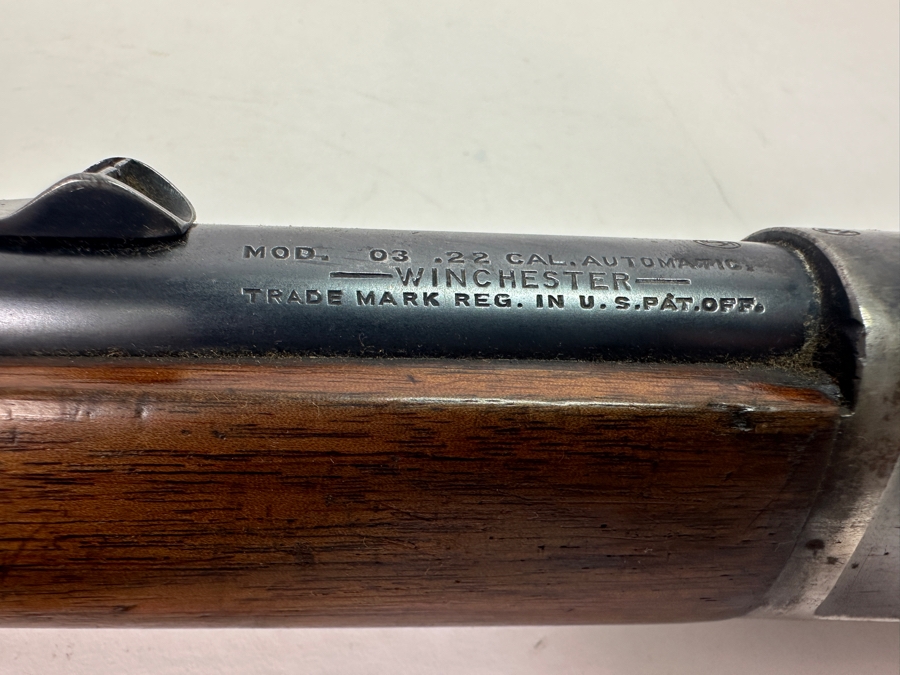 MOD. 03 .22 CAL. AUTOMATIC
—WINCHESTER—
TRADE MARK REG. IN U.S.PAT.OFF.